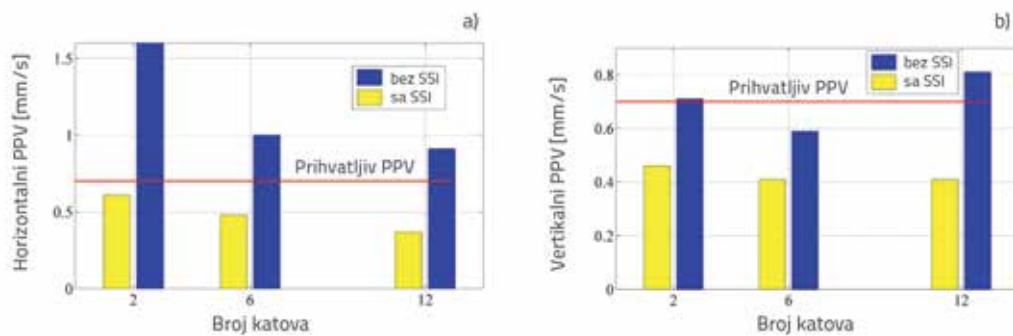 a)
Horizontalni PPV [mm/s]
1.5
1
0.5
0
bez SSI
sa SSI
Prihvatljiv PPV
2 6 12
Broj katova
b)
Vertikalni PPV [mm/s]
0.8
0.6
0.4
0.2
0
bez SSI
sa SSI
Prihvatljiv PPV
2 6 12
Broj katova